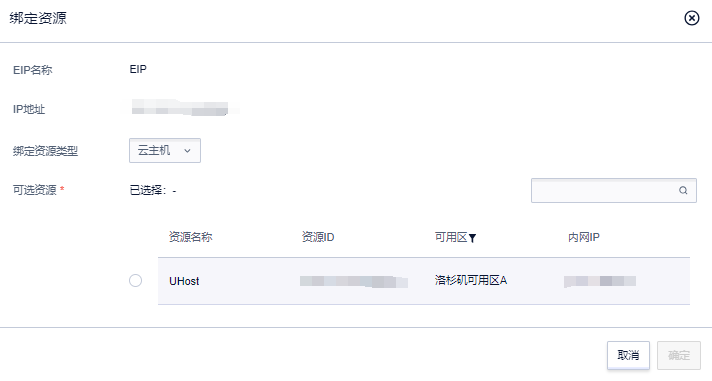 绑定资源
EIP名称 EIP
IP地址
绑定资源类型 云主机
可选资源 * 已选择：-
资源名称 资源ID 可用区 内网IP
UHost 洛杉矶可用区A
取消 确定